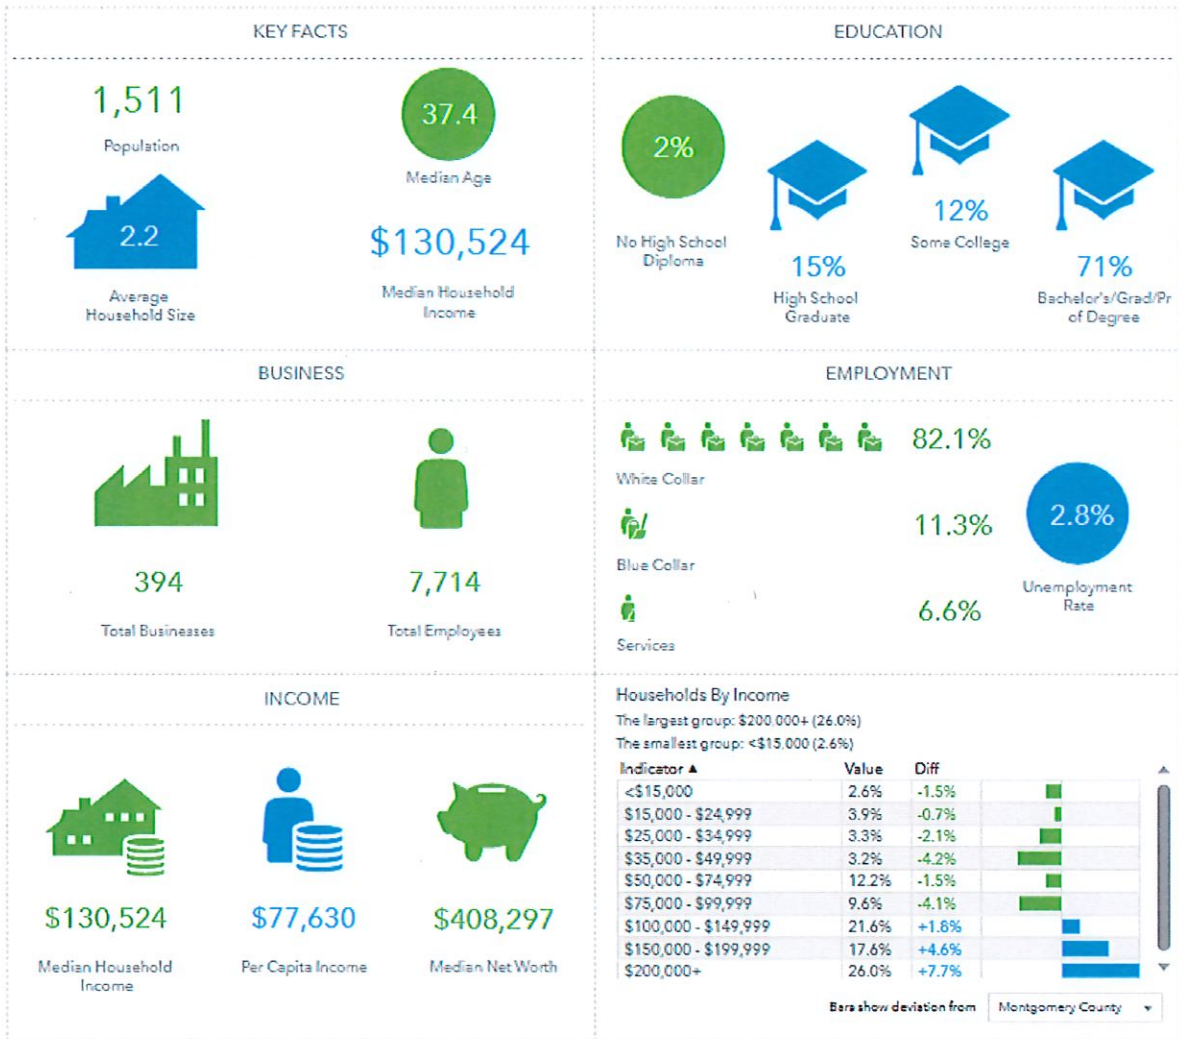 KEY FACTS
1,511
Population
37.4
Median Age
2.2
Average
Household Size
$130,524
Median Household
Income
EDUCATION
2%
No High School
Diploma
15%
High School
Graduate
12%
Some College
71%
Bachelor's/Grad/Pr
of Degree
BUSINESS
394
Total Businesses
7,714
Total Employees
EMPLOYMENT
82.1%
White Collar
11.3%
Blue Collar
6.6%
Services
2.8%
Unemployment
Rate
INCOME
$130,524
Median Household
Income
$77,630
Per Capita Income
$408,297
Median Net Worth
Households By Income
The largest group: $200,000+ (26.0%)
The smallest group: <$15,000 (2.6%)
Indicator ▲ Value Diff
<$15,000 2.6% -1.5%
$15,000 - $24,999 3.9% -0.7%
$25,000 - $34,999 3.3% -2.1%
$35,000 - $49,999 3.2% -4.2%
$50,000 - $74,999 12.2% -1.5%
$75,000 - $99,999 9.6% -4.1%
$100,000 - $149,999 21.6% +1.8%
$150,000 - $199,999 17.6% +4.6%
$200,000+ 26.0% +7.7%
Bars show deviation from Montgomery County